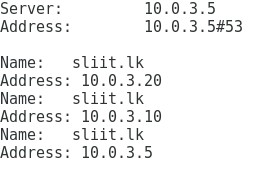 Server:         10.0.3.5
Address:        10.0.3.5#53

Name:   sliit.lk
Address: 10.0.3.20
Name:   sliit.lk
Address: 10.0.3.10
Name:   sliit.lk
Address: 10.0.3.5